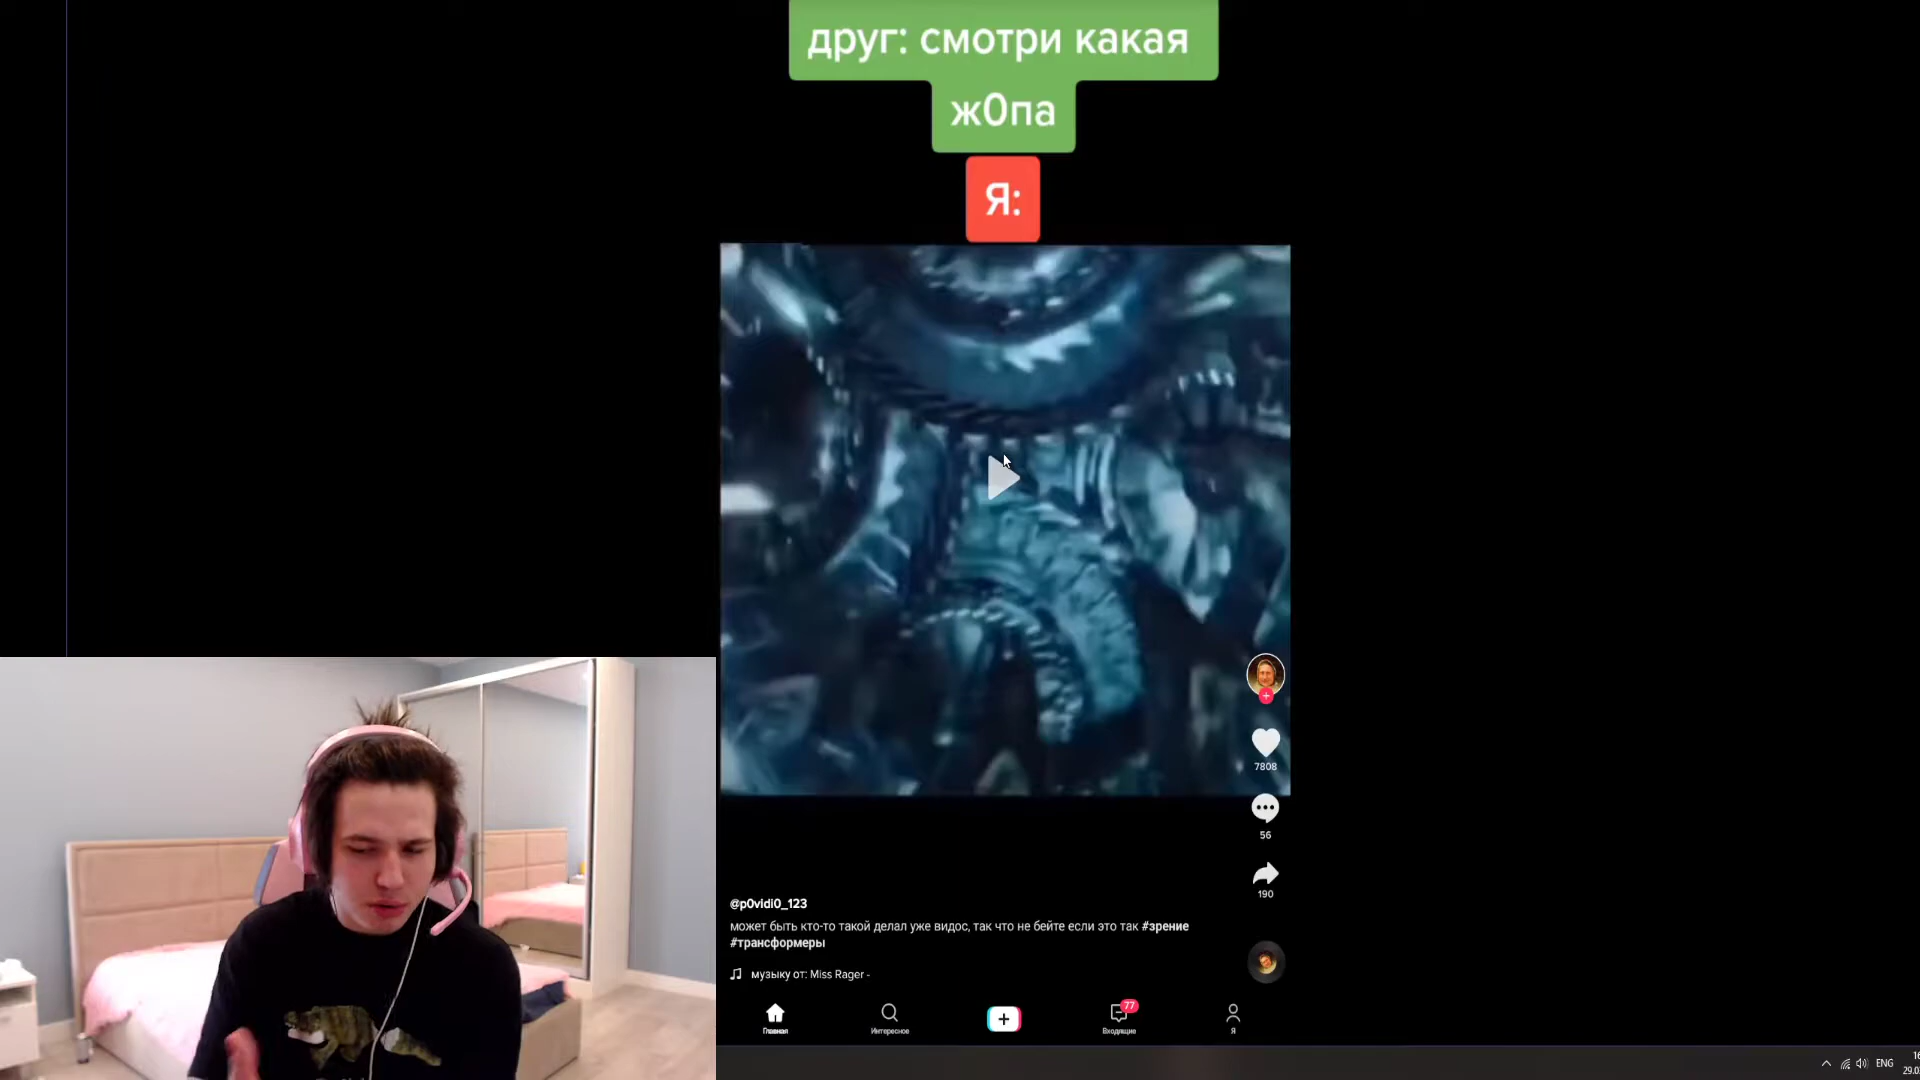 друг: смотри какая
ж0па
Я:
7808
56
190
@p0vidi0_123
может быть кто-то такой делал уже видос, так что не бейте если это так #зрение
#трансформеры
музыку от: Miss Rager -
77
Главная
Интересное
Входящие
Я
ENG